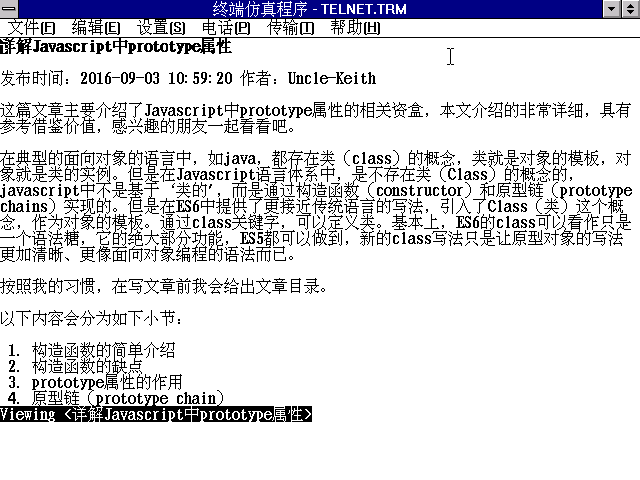 终端仿真程序 - TELNET.TRM
文件(F) 编辑(E) 设置(S) 电话(P) 传输(T) 帮助(H)
详解Javascript中prototype属性
发布时间：2016-09-03 10:59:20 作者：Uncle-Keith
这篇文章主要介绍了Javascript中prototype属性的相关资盒，本文介绍的非常详细，具有
参考借鉴价值，感兴趣的朋友一起看看吧。
在典型的面向对象的语言中，如java，都存在类（class）的概念，类就是对象的模板，对
象就是类的实例。但是在Javascript语言体系中，是不存在类（Class）的概念的，
javascript中不是基于‘类的’，而是通过构造函数（constructor）和原型链（prototype
chains）实现的。但是在ES6中提供了更接近传统语言的写法，引入了Class（类）这个概
念，作为对象的模板。通过class关键字，可以定义类。基本上，ES6的class可以看作只是
一个语法糖，它的绝大部分功能，ES5都可以做到，新的class写法只是让原型对象的写法
更加清晰、更像面向对象编程的语法而已。
按照我的习惯，在写文章前我会给出文章目录。
以下内容会分为如下小节：
1. 构造函数的简单介绍
2. 构造函数的缺点
3. prototype属性的作用
4. 原型链（prototype chain）
Viewing <详解Javascript中prototype属性>